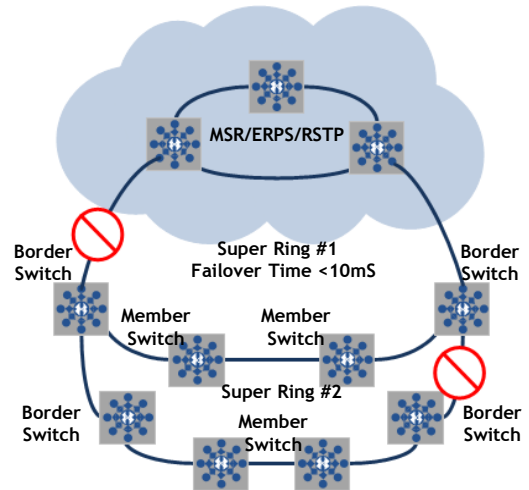 MSR/ERPS/RSTP
Super Ring #1
Failover Time <10mS
Border
Switch
Border
Switch
Member
Switch
Member
Switch
Super Ring #2
Border
Switch
Member
Switch
Border
Switch